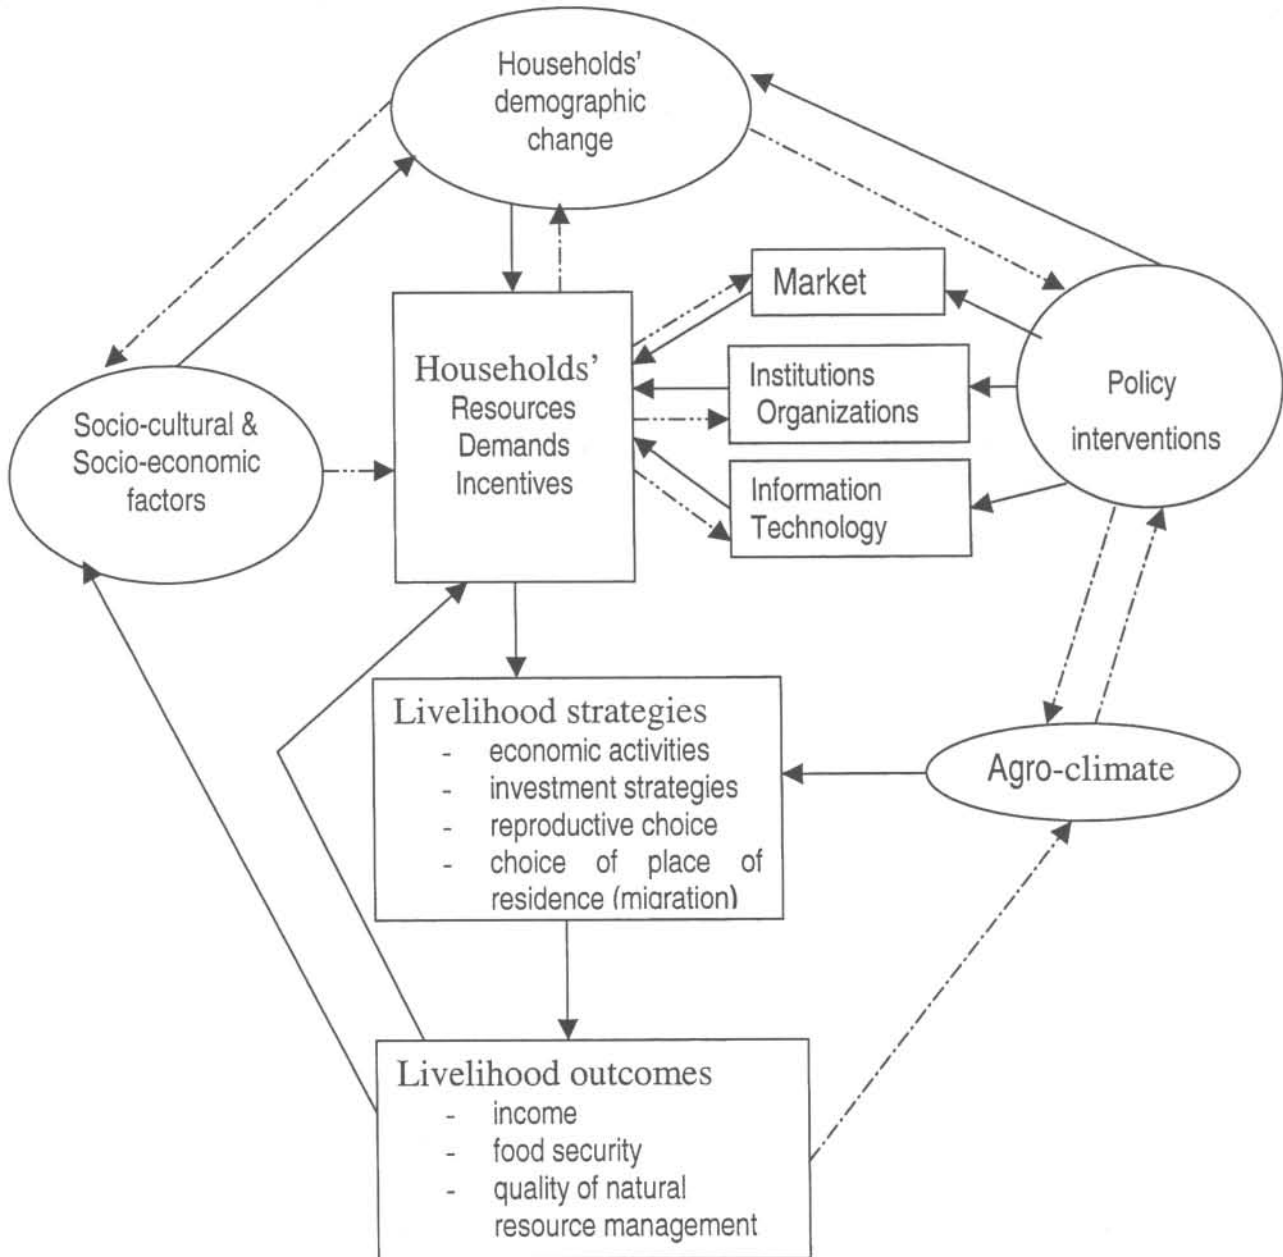 Households'
demographic
change
Market
Households'
Resources
Demands
Incentives
Institutions
Organizations
Policy
interventions
Socio-cultural &
Socio-economic
factors
Information
Technology
Livelihood strategies
- economic activities
- investment strategies
- reproductive choice
- choice of place of
residence (migration)
Agro-climate
Livelihood outcomes
- income
- food security
- quality of natural
resource management